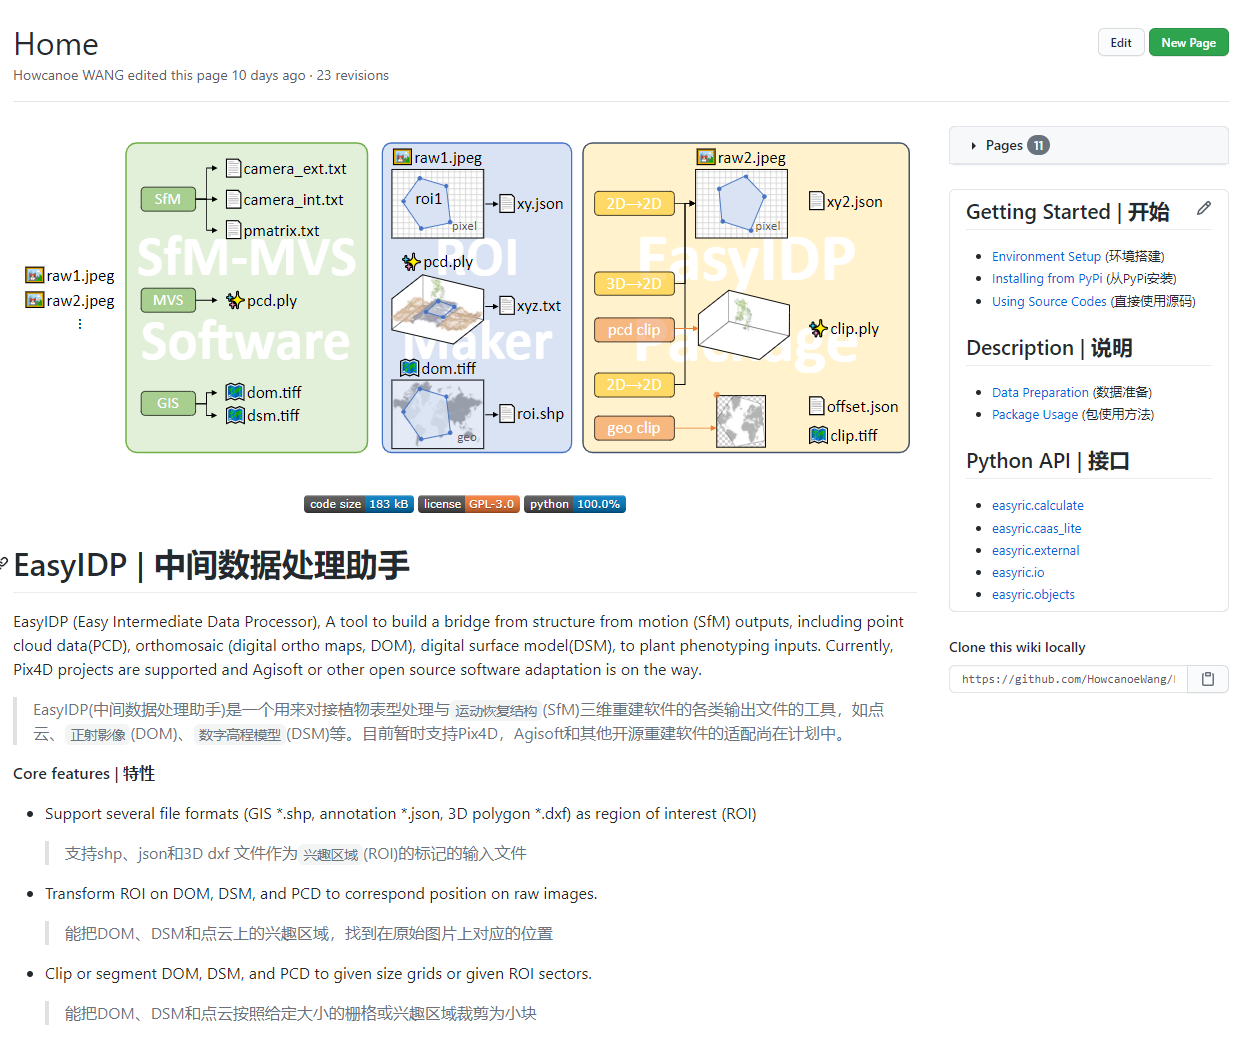 Home
Edit
New Page
Howcanoe WANG edited this page 10 days ago · 23 revisions
raw1.jpeg
raw2.jpeg
⋮
SfM-MVS
Software
SfM
camera_ext.txt
camera_int.txt
pmatrix.txt
MVS
pcd.ply
GIS
dom.tiff
dsm.tiff
ROI
Maker
raw1.jpeg
roi1
pixel
xy.json
pcd.ply
xyz.txt
dom.tiff
geo
roi.shp
EasyIDP
Package
raw2.jpeg
2D→2D
pixel
xy2.json
3D→2D
pcd clip
clip.ply
2D→2D
geo clip
offset.json
clip.tiff
code size 183 kB
license GPL-3.0
python 100.0%
EasyIDP | 中间数据处理助手
EasyIDP (Easy Intermediate Data Processor), A tool to build a bridge from structure from motion (SfM) outputs, including point
cloud data(PCD), orthomosaic (digital ortho maps, DOM), digital surface model(DSM), to plant phenotyping inputs. Currently,
Pix4D projects are supported and Agisoft or other open source software adaptation is on the way.
EasyIDP(中间数据处理助手)是一个用来对接植物表型处理与 运动恢复结构 (SfM)三维重建软件的各类输出文件的工具，如点
云、 正射影像 (DOM)、 数字高程模型 (DSM)等。目前暂时支持Pix4D，Agisoft和其他开源重建软件的适配尚在计划中。
Core features | 特性
• Support several file formats (GIS *.shp, annotation *.json, 3D polygon *.dxf) as region of interest (ROI)
支持shp、json和3D dxf 文件作为 兴趣区域 (ROI)的标记的输入文件
• Transform ROI on DOM, DSM, and PCD to correspond position on raw images.
能把DOM、DSM和点云上的兴趣区域，找到在原始图片上对应的位置
• Clip or segment DOM, DSM, and PCD to given size grids or given ROI sectors.
能把DOM、DSM和点云按照给定大小的栅格或兴趣区域裁剪为小块
Pages 11
Getting Started | 开始
• Environment Setup (环境搭建)
• Installing from PyPi (从PyPi安装)
• Using Source Codes (直接使用源码)
Description | 说明
• Data Preparation (数据准备)
• Package Usage (包使用方法)
Python API | 接口
• easyric.calculate
• easyric.caas_lite
• easyric.external
• easyric.io
• easyric.objects
Clone this wiki locally
https://github.com/HowcanoeWang/